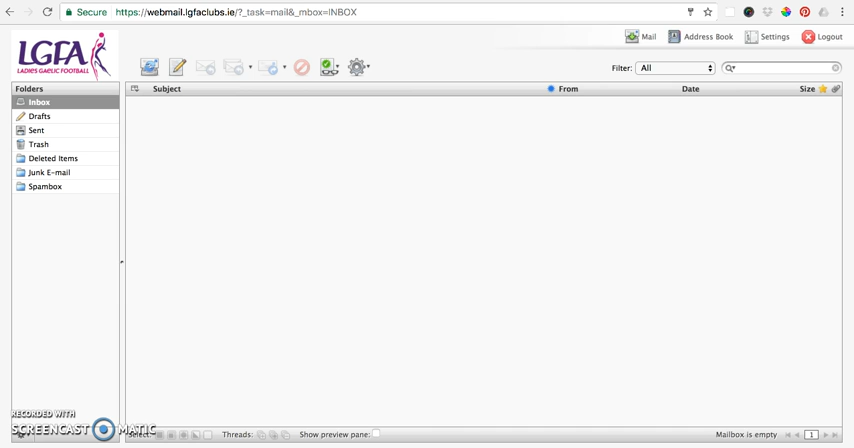 Secure https://webmail.lgfaclubs.ie/?_task=mail&_mbox=INBOX
Mail Address Book Settings Logout
LGFA
LADIES GAELIC FOOTBALL
Filter: All
Folders
Subject From Date Size
Inbox
Drafts
Sent
Trash
Deleted Items
Junk E-mail
Spambox
RECORDED WITH
SCREENCAST MATIC
Select: Threads: Show preview pane: Mailbox is empty 1